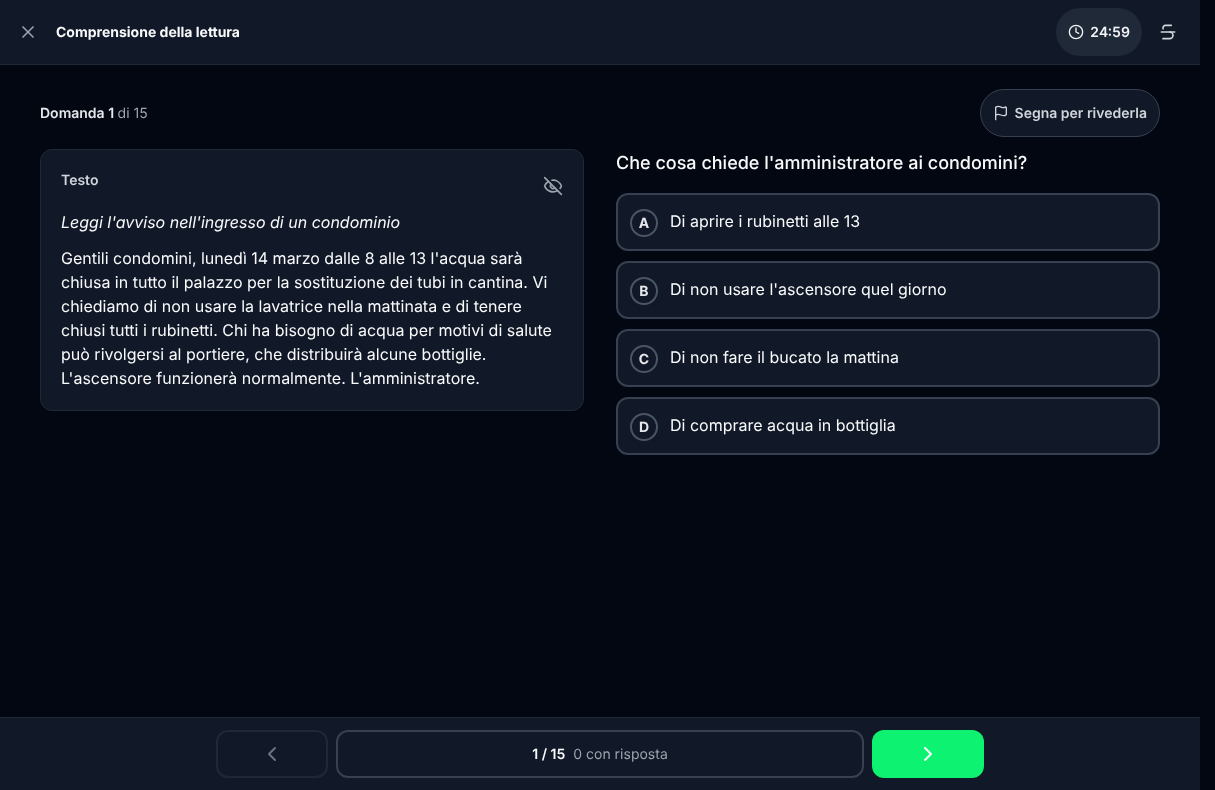 Comprensione della lettura
24:59
Domanda 1 di 15
Segna per rivederla
Testo
Leggi l'avviso nell'ingresso di un condominio
Gentili condomini, lunedì 14 marzo dalle 8 alle 13 l'acqua sarà
chiusa in tutto il palazzo per la sostituzione dei tubi in cantina. Vi
chiediamo di non usare la lavatrice nella mattinata e di tenere
chiusi tutti i rubinetti. Chi ha bisogno di acqua per motivi di salute
può rivolgersi al portiere, che distribuirà alcune bottiglie.
L'ascensore funzionerà normalmente. L'amministratore.
Che cosa chiede l'amministratore ai condomini?
A Di aprire i rubinetti alle 13
B Di non usare l'ascensore quel giorno
C Di non fare il bucato la mattina
D Di comprare acqua in bottiglia
1 / 15 0 con risposta